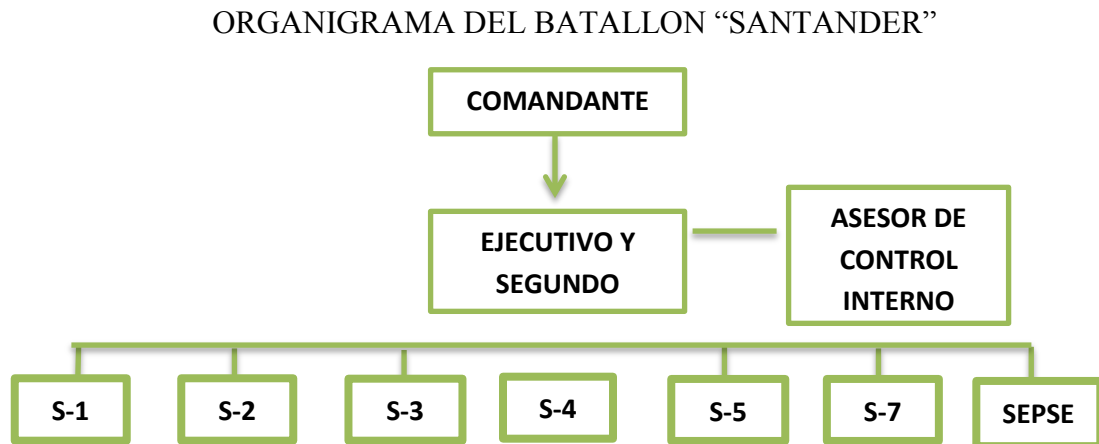 ORGANIGRAMA DEL BATALLON “SANTANDER”
COMANDANTE
EJECUTIVO Y
SEGUNDO
ASESOR DE
CONTROL
INTERNO
S-1
S-2
S-3
S-4
S-5
S-7
SEPSE